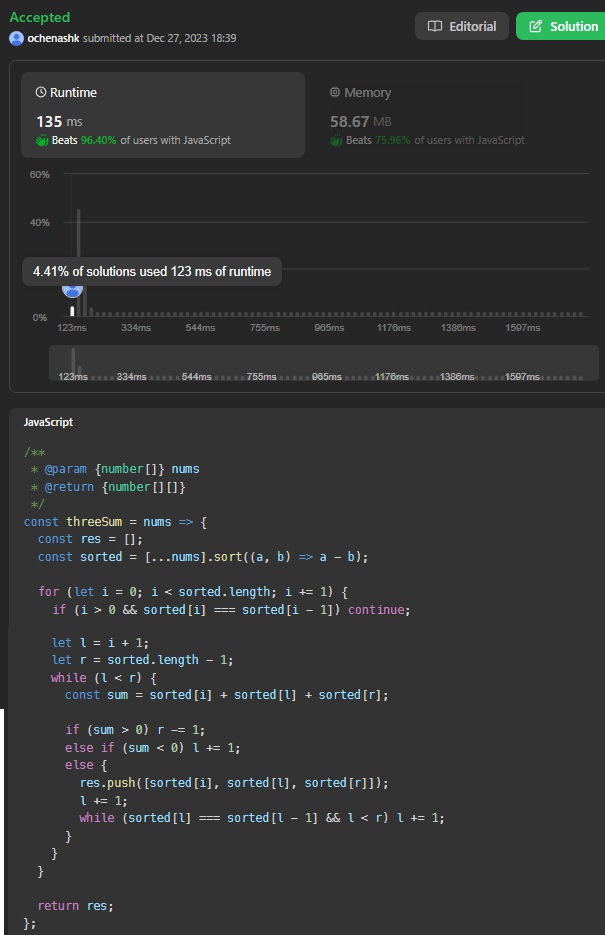 Accepted
ochenashk submitted at Dec 27, 2023 18:39
Editorial
Solution
Runtime
135 ms
Beats 96.40% of users with JavaScript
Memory
58.67 MB
Beats 75.96% of users with JavaScript
60%
40%
4.41% of solutions used 123 ms of runtime
0%
123ms 334ms 544ms 755ms 965ms 1176ms 1386ms 1597ms
123ms 334ms 544ms 755ms 965ms 1176ms 1386ms 1597ms
JavaScript
/**
 * @param {number[]} nums
 * @return {number[][]}
 */
const threeSum = nums => {
  const res = [];
  const sorted = [...nums].sort((a, b) => a - b);
  for (let i = 0; i < sorted.length; i += 1) {
    if (i > 0 && sorted[i] === sorted[i - 1]) continue;
    let l = i + 1;
    let r = sorted.length - 1;
    while (l < r) {
      const sum = sorted[i] + sorted[l] + sorted[r];
      if (sum > 0) r -= 1;
      else if (sum < 0) l += 1;
      else {
        res.push([sorted[i], sorted[l], sorted[r]]);
        l += 1;
        while (sorted[l] === sorted[l - 1] && l < r) l += 1;
      }
    }
  }
  return res;
};